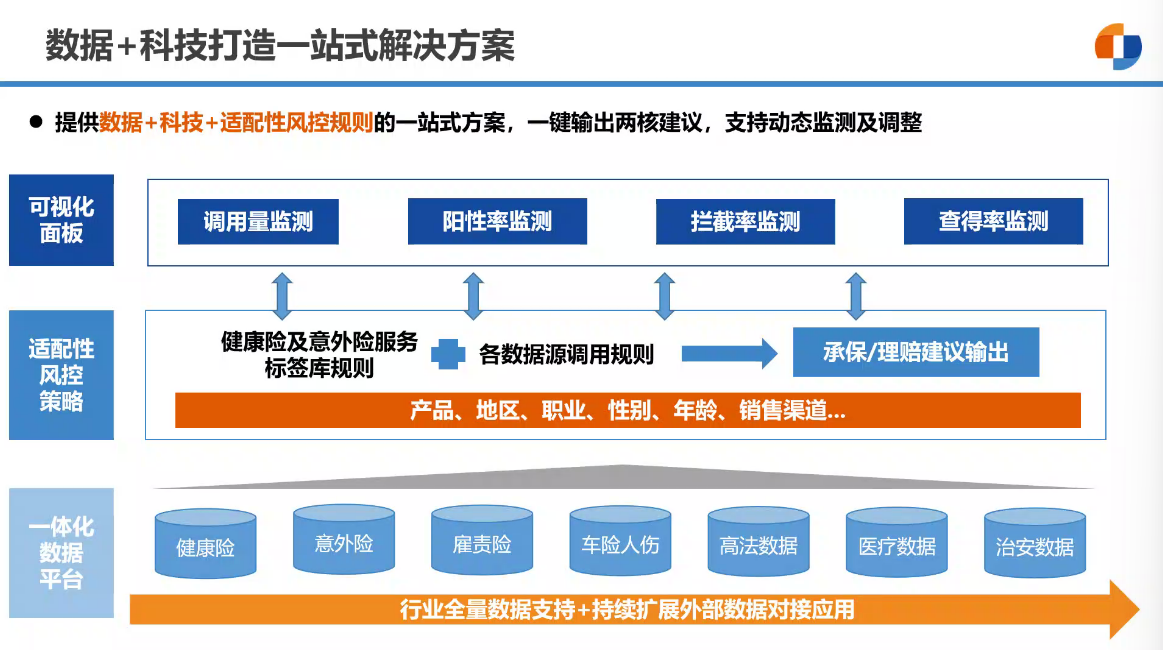 数据+科技打造一站式解决方案
● 提供数据+科技+适配性风控规则的一站式方案，一键输出两核建议，支持动态监测及调整
可视化
面板
调用量监测
阳性率监测
拦截率监测
查得率监测
适配性
风控
策略
健康险及意外险服务
标签库规则
各数据源调用规则
承保/理赔建议输出
产品、地区、职业、性别、年龄、销售渠道...
一体化
数据
平台
健康险
意外险
雇责险
车险人伤
高法数据
医疗数据
治安数据
行业全量数据支持+持续扩展外部数据对接应用